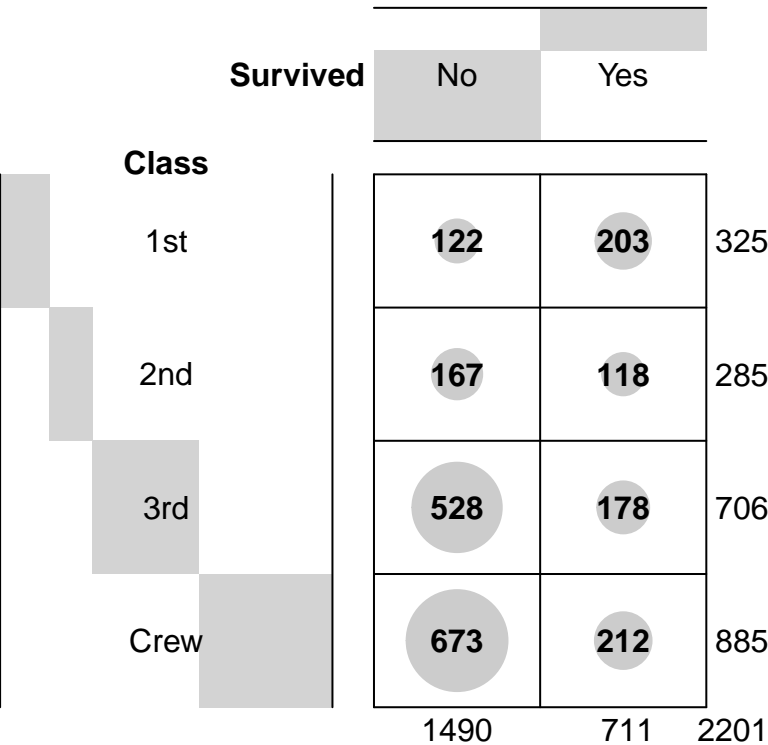 Survived No Yes
Class
1st 122 203 325
2nd 167 118 285
3rd 528 178 706
Crew 673 212 885
1490 711 2201